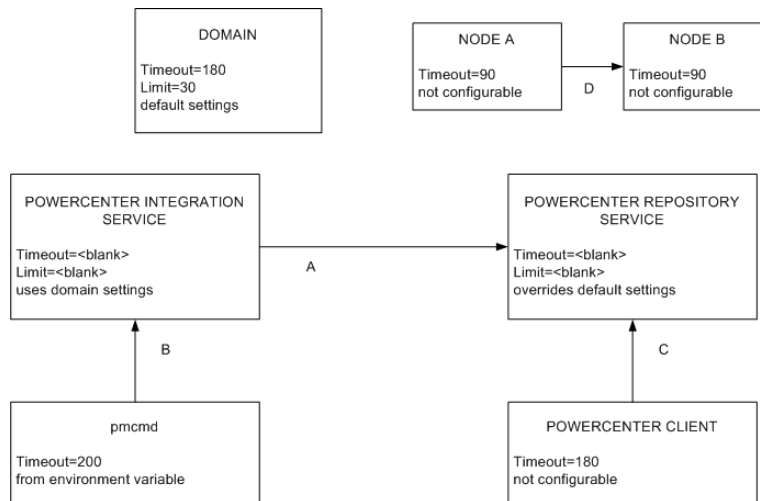 DOMAIN
Timeout=180
Limit=30
default settings
NODE A
Timeout=90
not configurable
D
NODE B
Timeout=90
not configurable
POWERCENTER INTEGRATION
SERVICE
Timeout=<blank>
Limit=<blank>
uses domain settings
A
POWERCENTER REPOSITORY
SERVICE
Timeout=<blank>
Limit=<blank>
overrides default settings
B
C
pmcmd
Timeout=200
from environment variable
POWERCENTER CLIENT
Timeout=180
not configurable